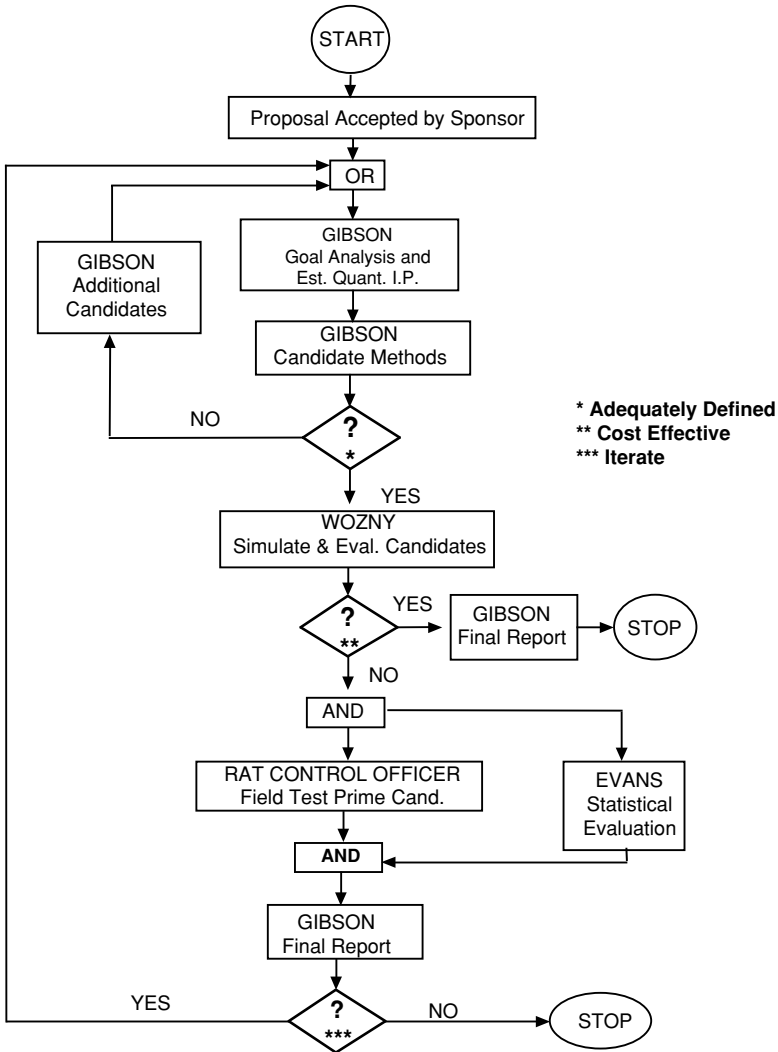 START
Proposal Accepted by Sponsor
OR
GIBSON
Goal Analysis and
Est. Quant. I.P.
GIBSON
Additional
Candidates
GIBSON
Candidate Methods
NO
?
*
* Adequately Defined
** Cost Effective
*** Iterate
YES
WOZNY
Simulate & Eval. Candidates
?
**
YES
GIBSON
Final Report
STOP
NO
AND
RAT CONTROL OFFICER
Field Test Prime Cand.
EVANS
Statistical
Evaluation
AND
GIBSON
Final Report
YES
?
***
NO
STOP